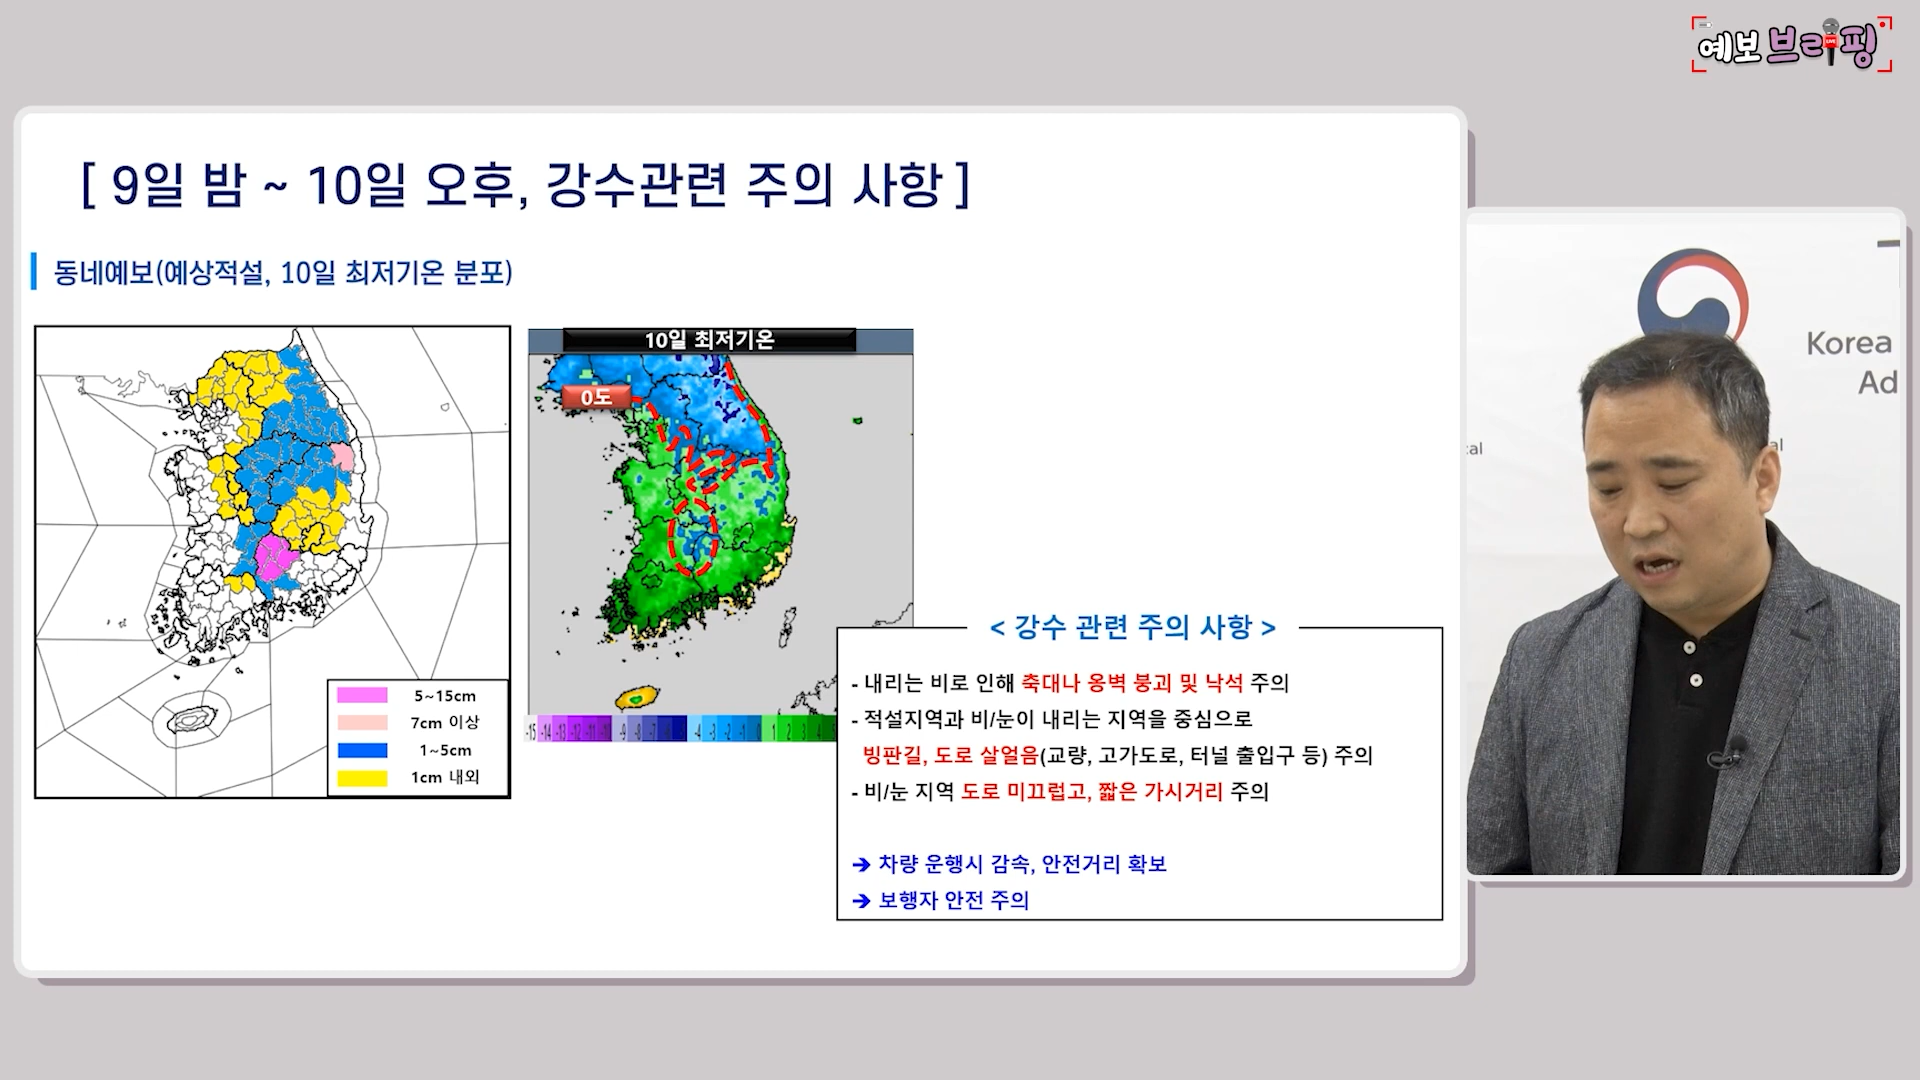 예보 브리핑
LIVE
[ 9일 밤 ~ 10일 오후, 강수관련 주의 사항 ]
동네예보(예상적설, 10일 최저기온 분포)
5~15cm
7cm 이상
1~5cm
1cm 내외
10일 최저기온
0도
< 강수 관련 주의 사항 >
- 내리는 비로 인해 축대나 옹벽 붕괴 및 낙석 주의
- 적설지역과 비/눈이 내리는 지역을 중심으로
빙판길, 도로 살얼음(교량, 고가도로, 터널 출입구 등) 주의
- 비/눈 지역 도로 미끄럽고, 짧은 가시거리 주의
➔ 차량 운행시 감속, 안전거리 확보
➔ 보행자 안전 주의
Korea
Ad
cal
al